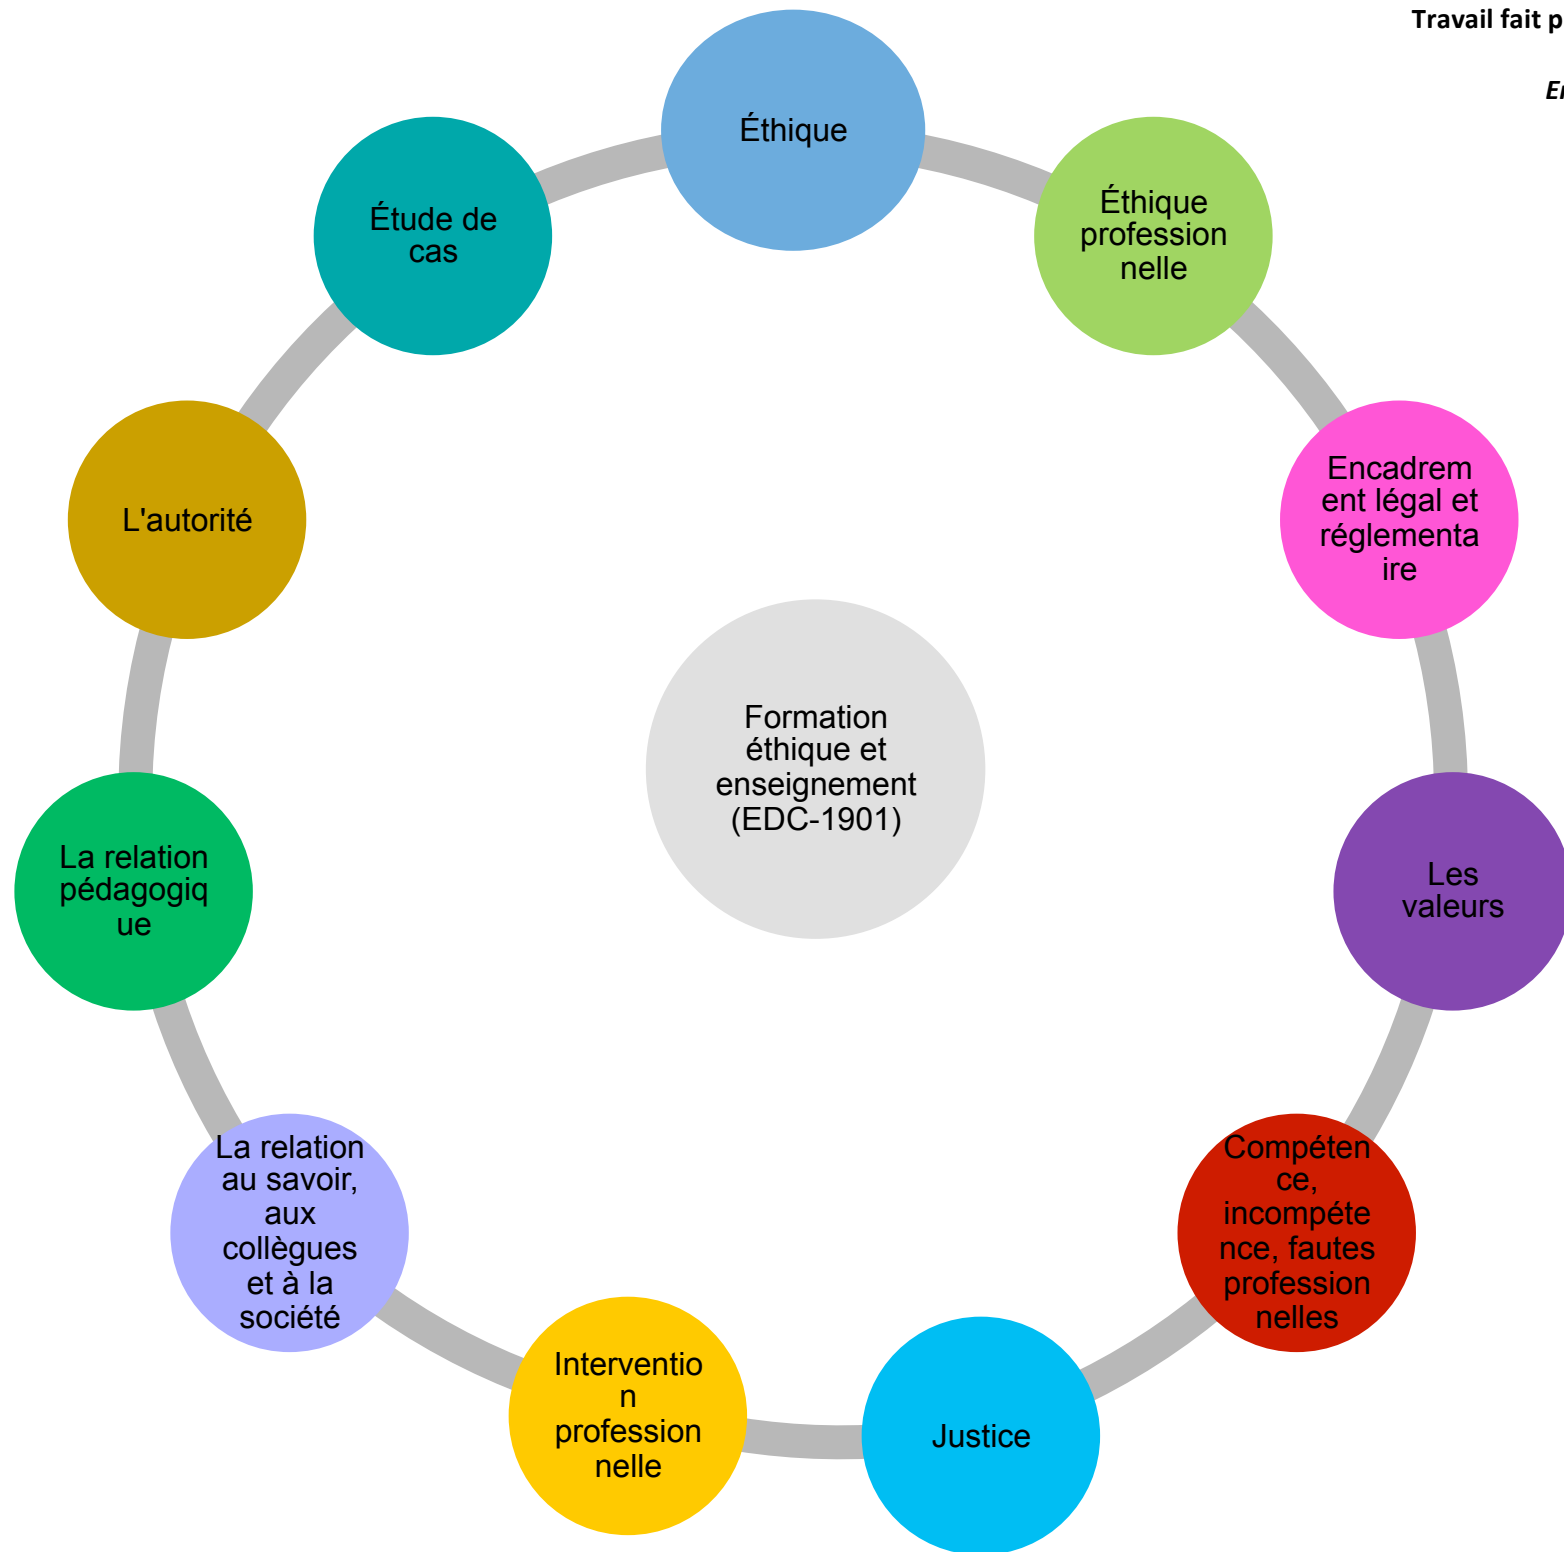 Travail fait p
En
Éthique
Éthique
profession
nelle
Encadrem
ent légal et
réglementa
ire
Les
valeurs
Compéten
ce,
incompéte
nce, fautes
profession
nelles
Justice
Interventio
n
profession
nelle
La relation
au savoir,
aux
collègues
et à la
société
La relation
pédagogiq
ue
L'autorité
Étude de
cas
Formation
éthique et
enseignement
(EDC-1901)